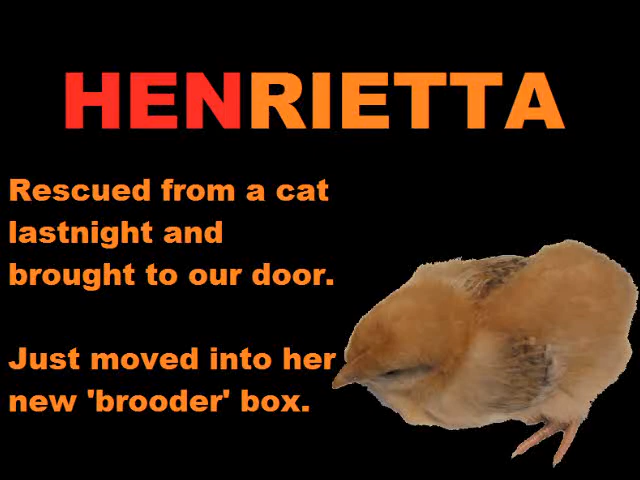 HENRIETTA
Rescued from a cat
lastnight and
brought to our door.
Just moved into her
new 'brooder' box.